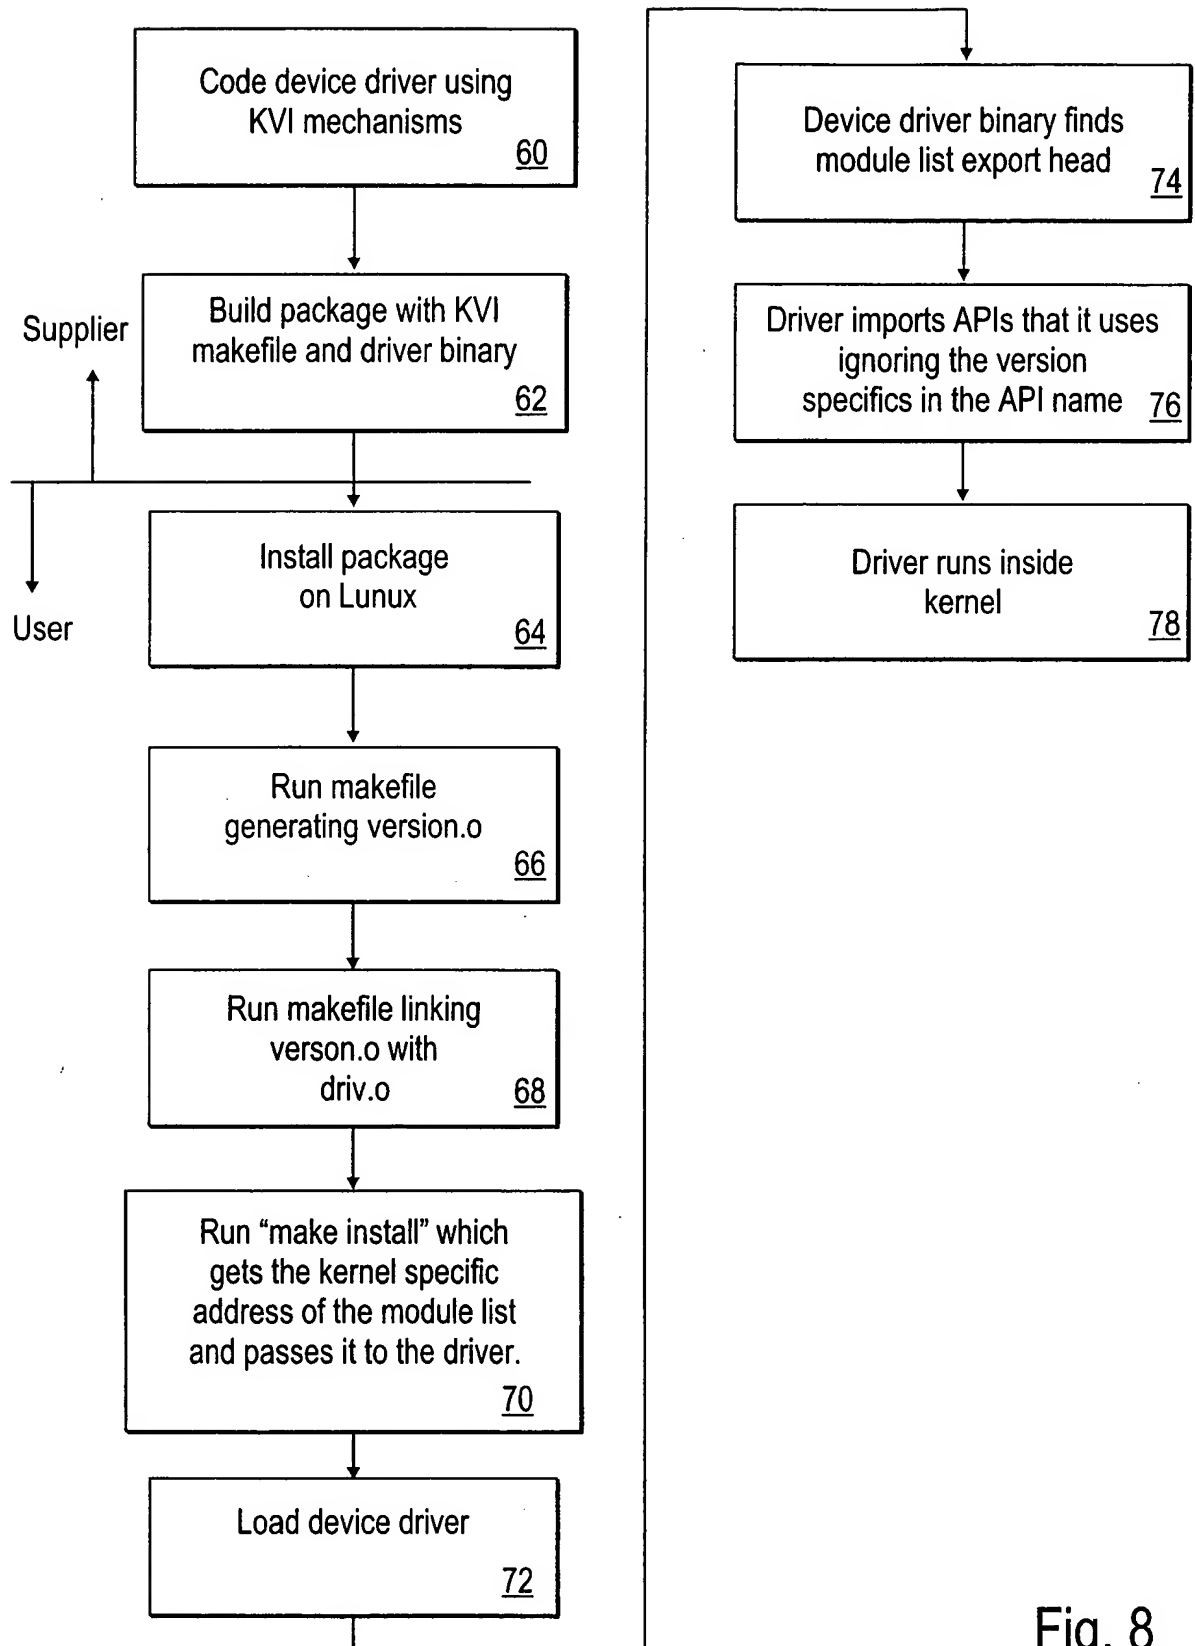 Code device driver using
KVI mechanisms
60
Build package with KVI
makefile and driver binary
62
Supplier
User
Install package
on Lunux
64
Run makefile
generating version.o
66
Run makefile linking
verson.o with
driv.o
68
Run “make install” which
gets the kernel specific
address of the module list
and passes it to the driver.
70
Load device driver
72
Device driver binary finds
module list export head
74
Driver imports APIs that it uses
ignoring the version
specifics in the API name
76
Driver runs inside
kernel
78
Fig. 8